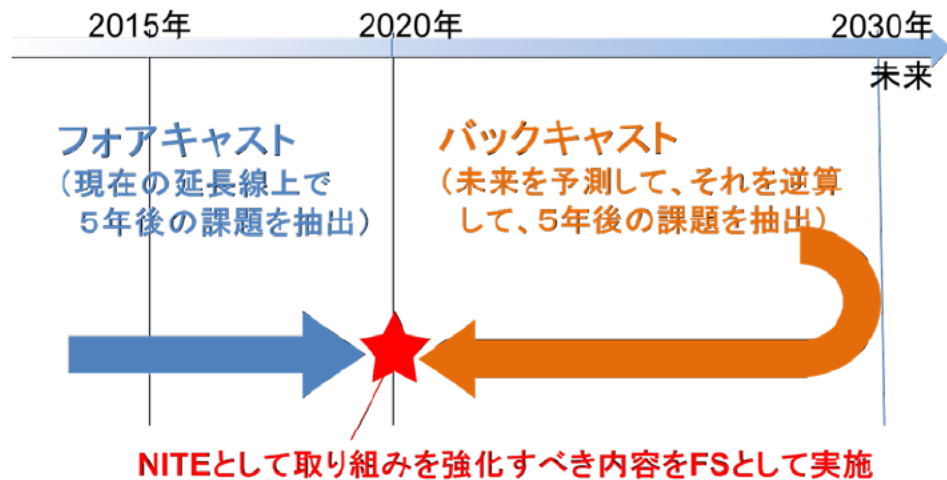 2015年 2020年 2030年
未来
フォアキャスト
（現在の延長線上で
5年後の課題を抽出）
バックキャスト
（未来を予測して、それを逆算
して、5年後の課題を抽出）
NITEとして取り組みを強化すべき内容をFSとして実施